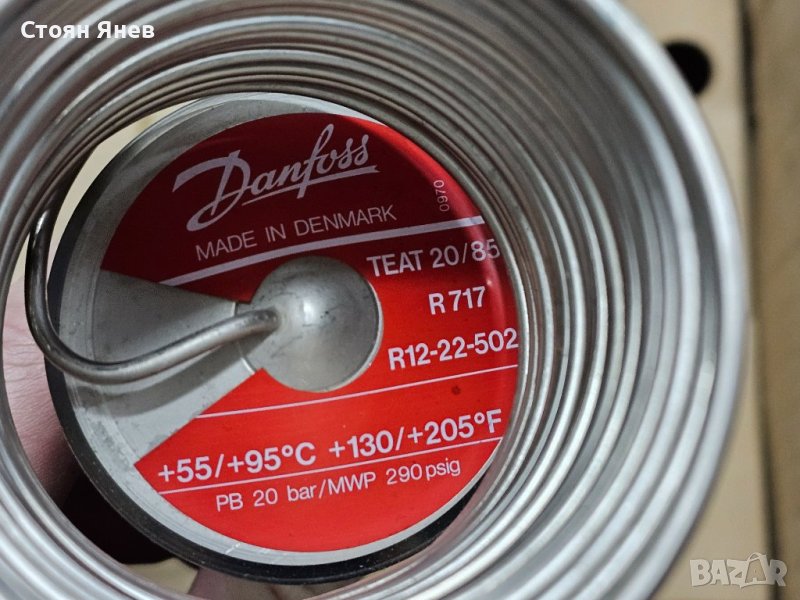 Стоян Янев
Danfoss
0970
MADE IN DENMARK
TEAT 20/85
R 717
R12-22-502
+55/+95°C +130/+205°F
PB 20 bar/MWP 290 psig
BAZAR